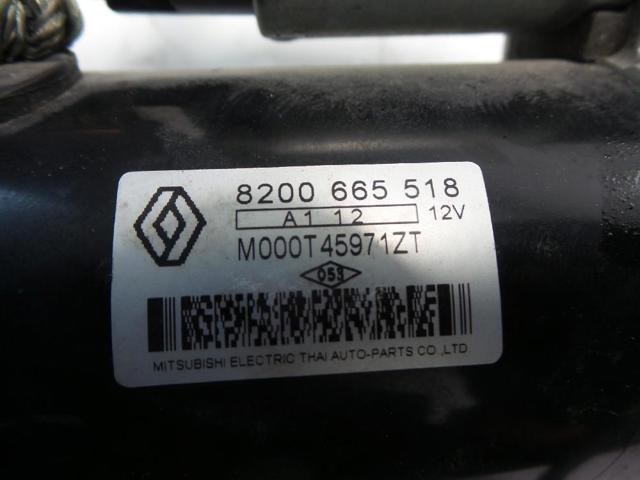 8200 665 518
A1 12 12V
M000T45971ZT
053
MITSUBISHI ELECTRIC THAI AUTO-PARTS CO.,LTD